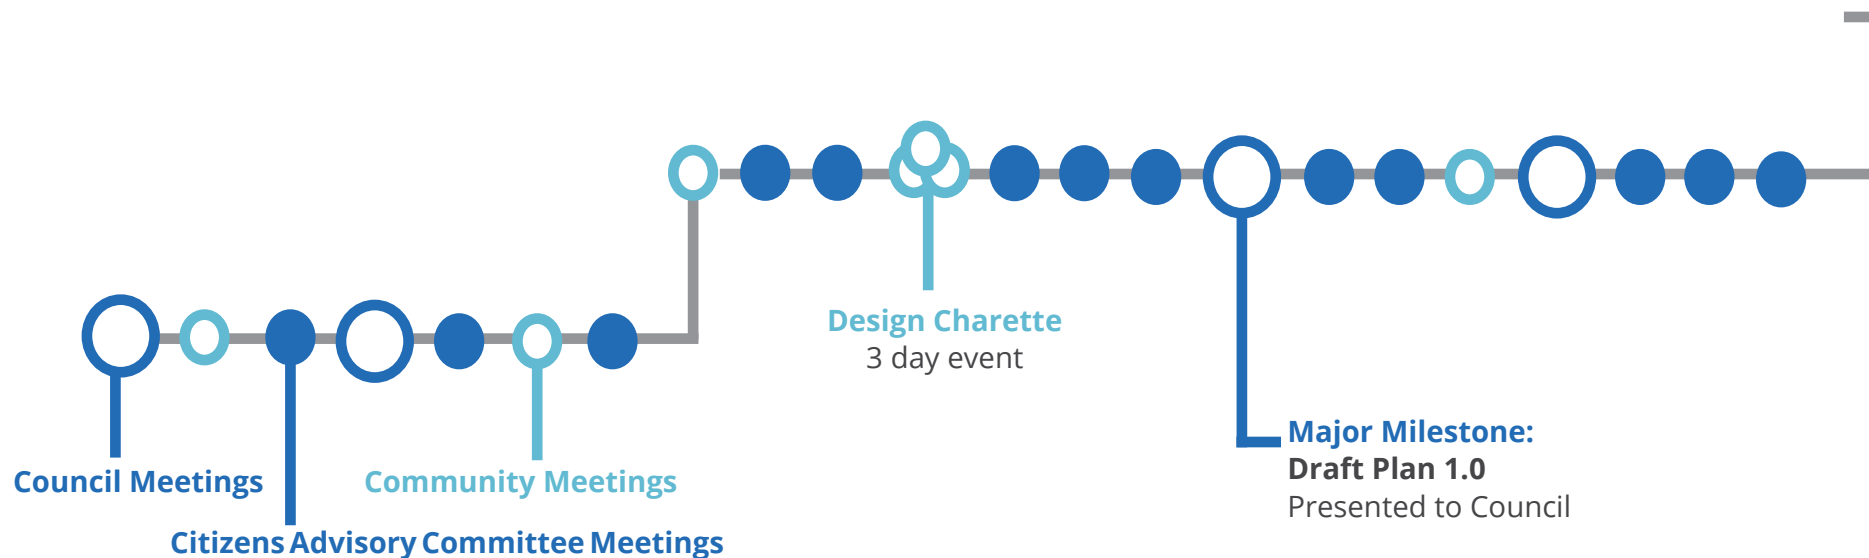 Design Charette
3 day event
Major Milestone:
Draft Plan 1.0
Presented to Council
Council Meetings
Community Meetings
Citizens Advisory Committee Meetings